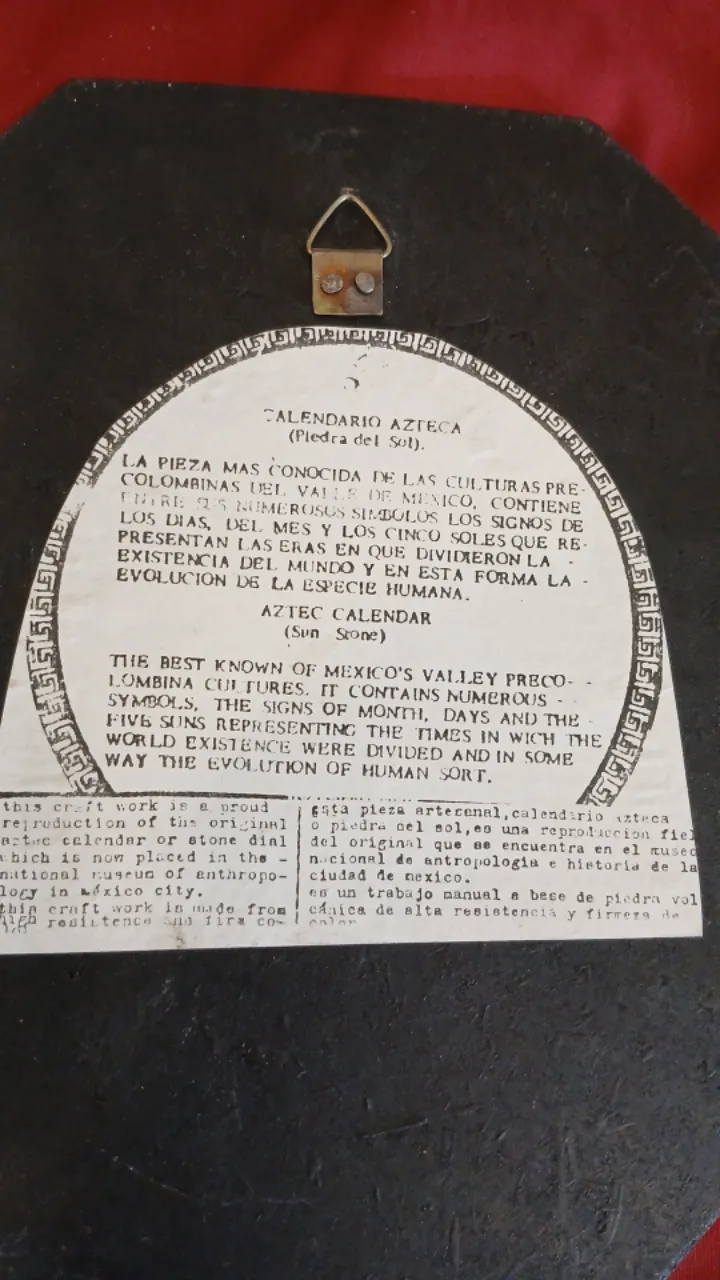 CALENDARIO AZTECA
(Piedra del Sol).
LA PIEZA MAS CONOCIDA DE LAS CULTURAS PRE-
COLOMBINAS DEL VALLE DE MEXICO, CONTIENE
ENTRE SUS NUMEROSOS SIMBOLOS LOS SIGNOS DE
LOS DIAS, DEL MES Y LOS CINCO SOLES QUE RE-
PRESENTAN LAS ERAS EN QUE DIVIDIERON LA -
EXISTENCIA DEL MUNDO Y EN ESTA FORMA LA -
EVOLUCION DE LA ESPECIE HUMANA.
AZTEC CALENDAR
(Sun Stone)
THE BEST KNOWN OF MEXICO'S VALLEY PRECO- -
LOMBINA CULTURES. IT CONTAINS NUMEROUS - -
SYMBOLS, THE SIGNS OF MONTH, DAYS AND THE -
FIVE SUNS REPRESENTING THE TIMES IN WICH THE
WORLD EXISTENCE WERE DIVIDED AND IN SOME
WAY THE EVOLUTION OF HUMAN SORT.
this craft work is a proud
reproduction of the original
aztec calendar or stone dial
which is now placed in the -
national museum of anthropo-
logy in méxico city.
this craft work is made from
high resistence and firm co-
esta pieza artesanal, calendario azteca
o piedra del sol, es una reproduccion fiel
del original que se encuentra en el museo
nacional de antropologia e historia de la
ciudad de mexico.
es un trabajo manual a base de piedra vol
cánica de alta resistencia y firmeza de
color